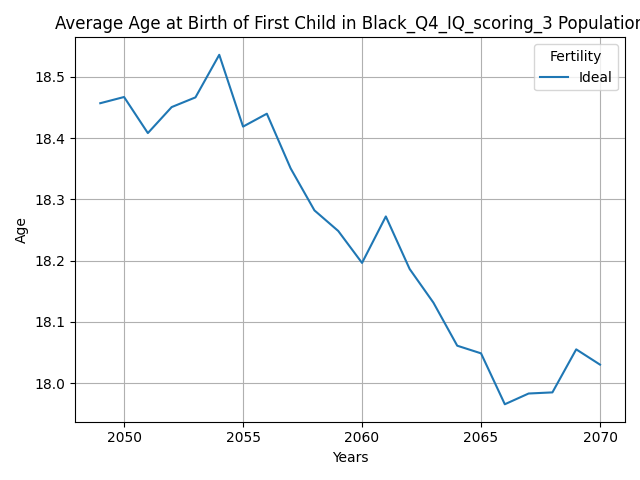 Average Age at Birth of First Child in Black_Q4_IQ_scoring_3 Population
Fertility
Ideal
18.5
18.4
18.3
18.2
18.1
18.0
Age
2050 2055 2060 2065 2070
Years